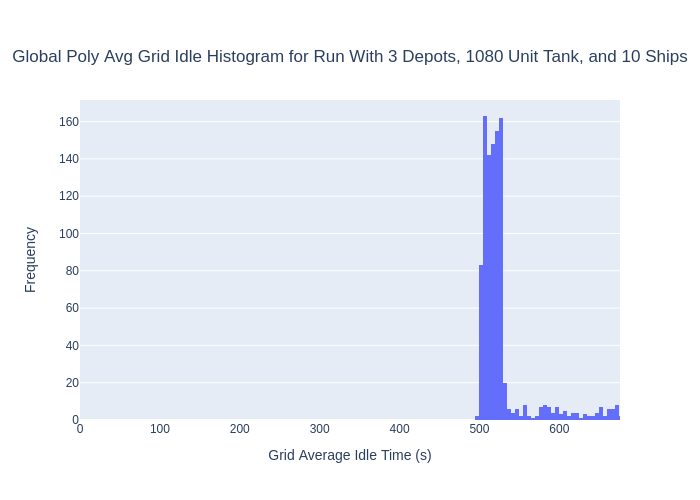 Global Poly Avg Grid Idle Histogram for Run With 3 Depots, 1080 Unit Tank, and 10 Ships
160
140
120
100
80
60
40
20
0
Frequency
0 100 200 300 400 500 600
Grid Average Idle Time (s)